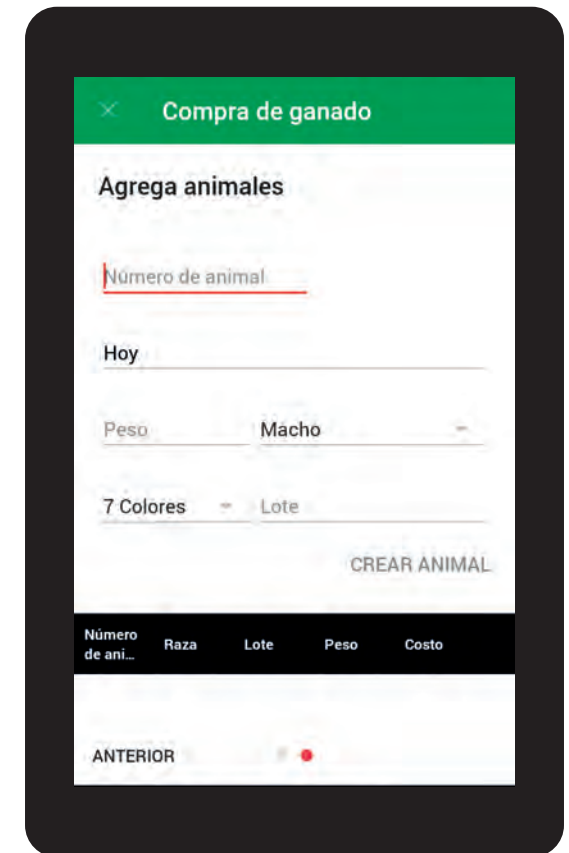 Compra de ganado
Agrega animales
Número de animal
Hoy
Peso Macho
7 Colores Lote
CREAR ANIMAL
Número de ani... Raza Lote Peso Costo
ANTERIOR